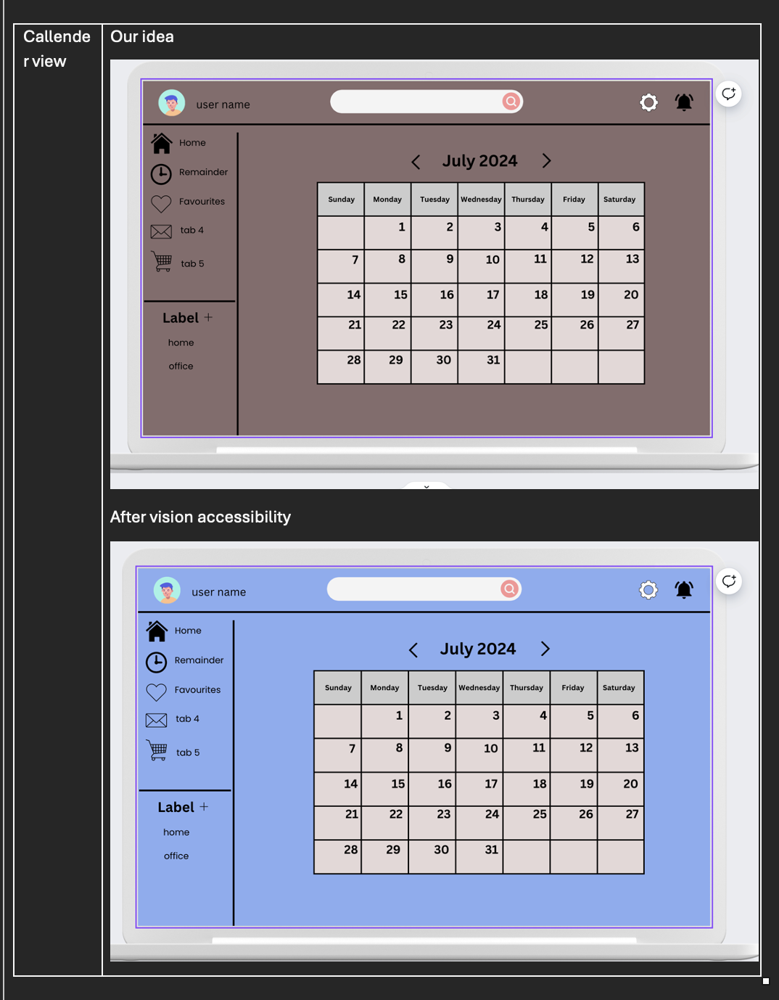 Callende
r view
Our idea
user name
Home
Remainder
Favourites
tab 4
tab 5
Label +
home
office
July 2024
Sunday Monday Tuesday Wednesday Thursday Friday Saturday
1 2 3 4 5 6
7 8 9 10 11 12 13
14 15 16 17 18 19 20
21 22 23 24 25 26 27
28 29 30 31
After vision accessibility
user name
Home
Remainder
Favourites
tab 4
tab 5
Label +
home
office
July 2024
Sunday Monday Tuesday Wednesday Thursday Friday Saturday
1 2 3 4 5 6
7 8 9 10 11 12 13
14 15 16 17 18 19 20
21 22 23 24 25 26 27
28 29 30 31